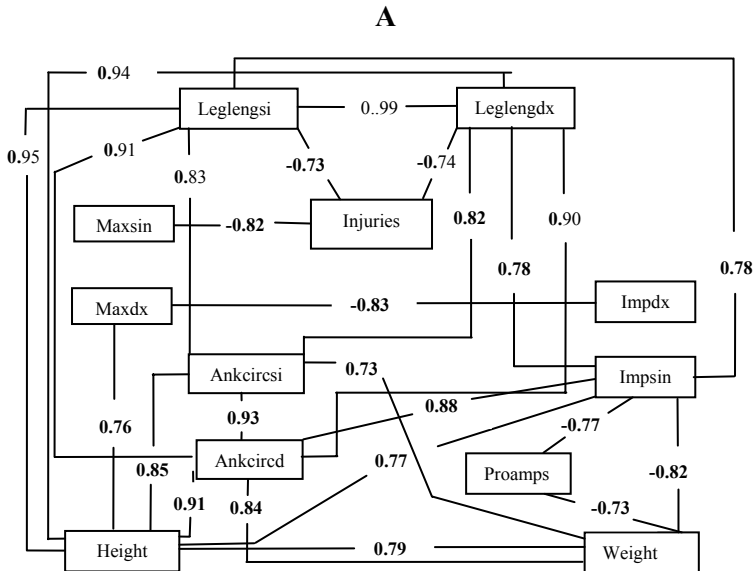 A
0.94
Leglengsi
0..99
Leglengdx
0.95
0.91
0.83
-0.73
-0.74
Maxsin
-0.82
Injuries
0.82
0.90
0.78
0.78
Maxdx
-0.83
Impdx
Ankcircsi
0.73
Impsin
0.76
0.93
0.88
-0.77
0.85
Ankcircd
0.77
Proamps
-0.82
0.91
0.84
-0.73
Height
0.79
Weight